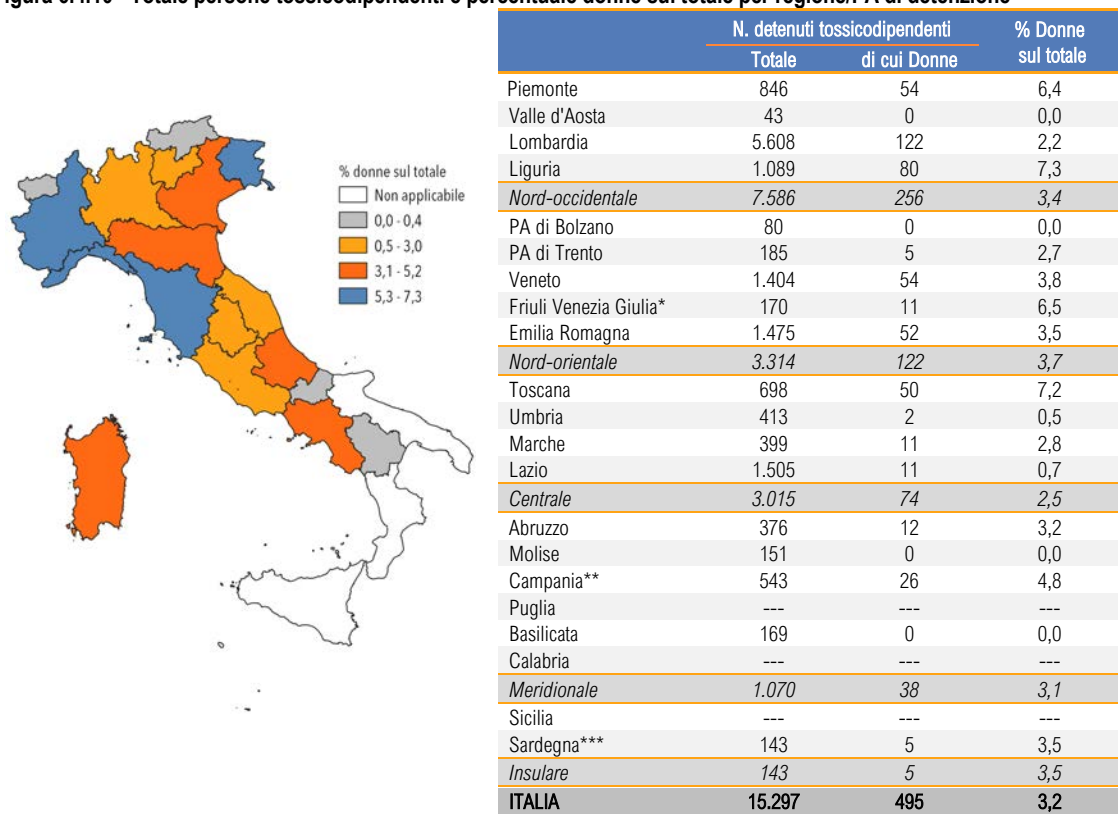 Totale persone tossicodipendenti e percentuale donne sul totale per regione/PA di detenzione
% donne sul totale
Non applicabile
0,0 - 0,4
0,5 - 3,0
3,1 - 5,2
5,3 - 7,3
N. detenuti tossicodipendenti % Donne sul totale
Totale di cui Donne
Piemonte 846 54 6,4
Valle d'Aosta 43 0 0,0
Lombardia 5.608 122 2,2
Liguria 1.089 80 7,3
Nord-occidentale 7.586 256 3,4
PA di Bolzano 80 0 0,0
PA di Trento 185 5 2,7
Veneto 1.404 54 3,8
Friuli Venezia Giulia* 170 11 6,5
Emilia Romagna 1.475 52 3,5
Nord-orientale 3.314 122 3,7
Toscana 698 50 7,2
Umbria 413 2 0,5
Marche 399 11 2,8
Lazio 1.505 11 0,7
Centrale 3.015 74 2,5
Abruzzo 376 12 3,2
Molise 151 0 0,0
Campania** 543 26 4,8
Puglia --- --- ---
Basilicata 169 0 0,0
Calabria --- --- ---
Meridionale 1.070 38 3,1
Sicilia --- --- ---
Sardegna*** 143 5 3,5
Insulare 143 5 3,5
ITALIA 15.297 495 3,2